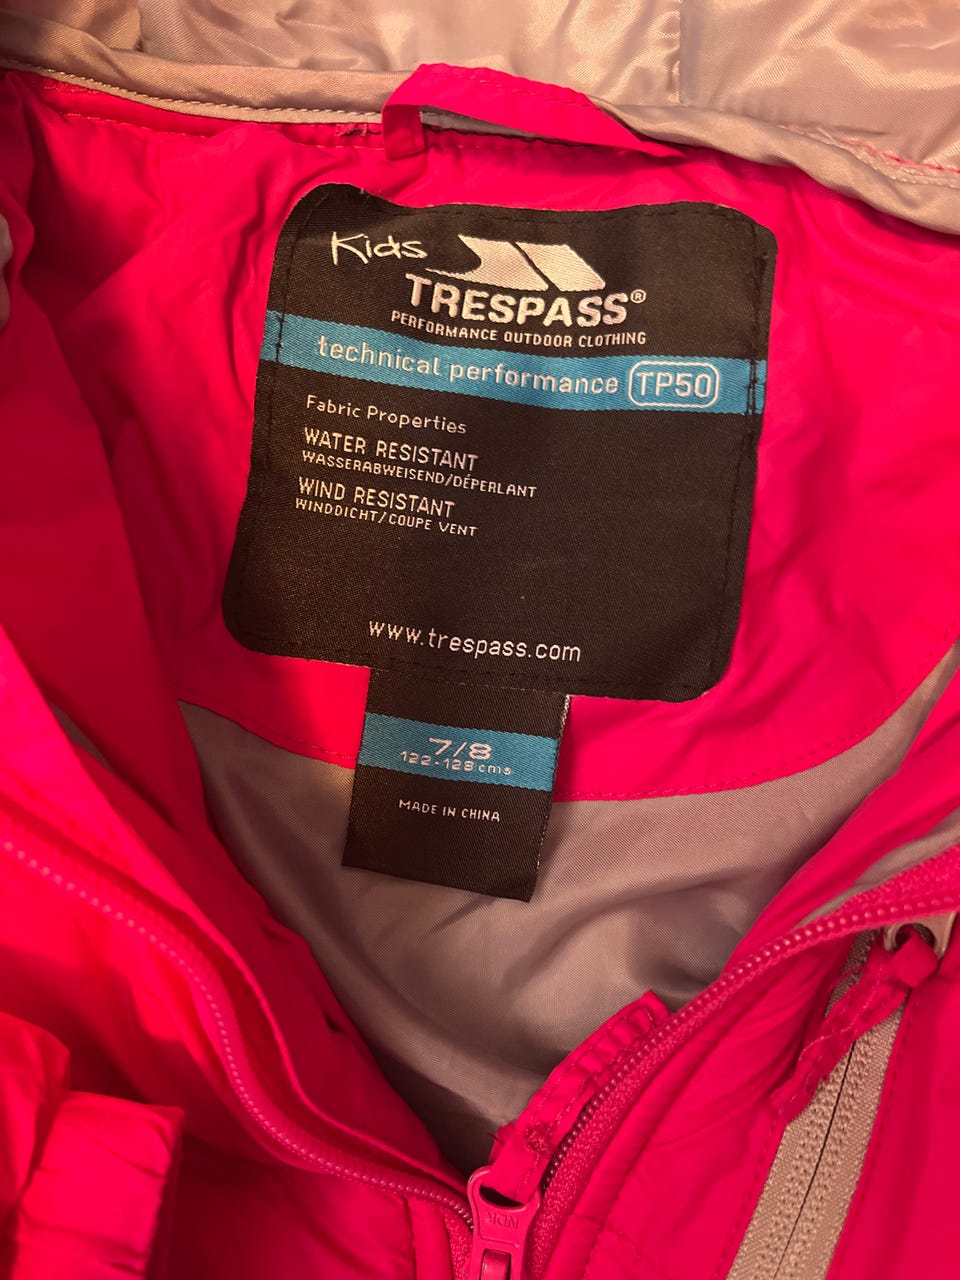 Kids
TRESPASS®
PERFORMANCE OUTDOOR CLOTHING
technical performance TP50
Fabric Properties
WATER RESISTANT
WASSERABWEISEND/DÉPERLANT
WIND RESISTANT
WINDDICHT/COUPE VENT
www.trespass.com
7/8
122-128 cms
MADE IN CHINA